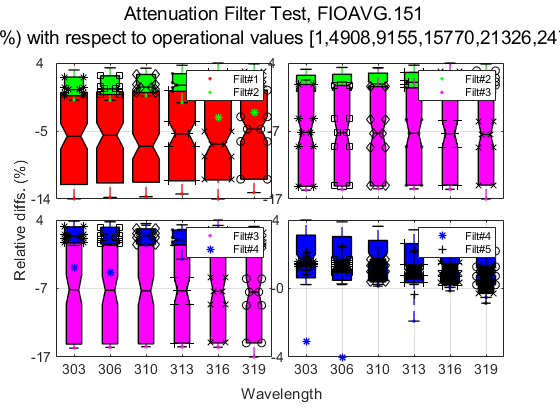 Attenuation Filter Test, FIOAVG.151
%) with respect to operational values [1,4908,9155,15770,21326,247
Relative diffs. (%)
4
-5
-14
Filt#1
Filt#2
4
-7
-17
Filt#2
Filt#3
4
-7
-17
Filt#3
Filt#4
303 306 310 313 316 319
4
-0
-4
Filt#4
Filt#5
303 306 310 313 316 319
Wavelength